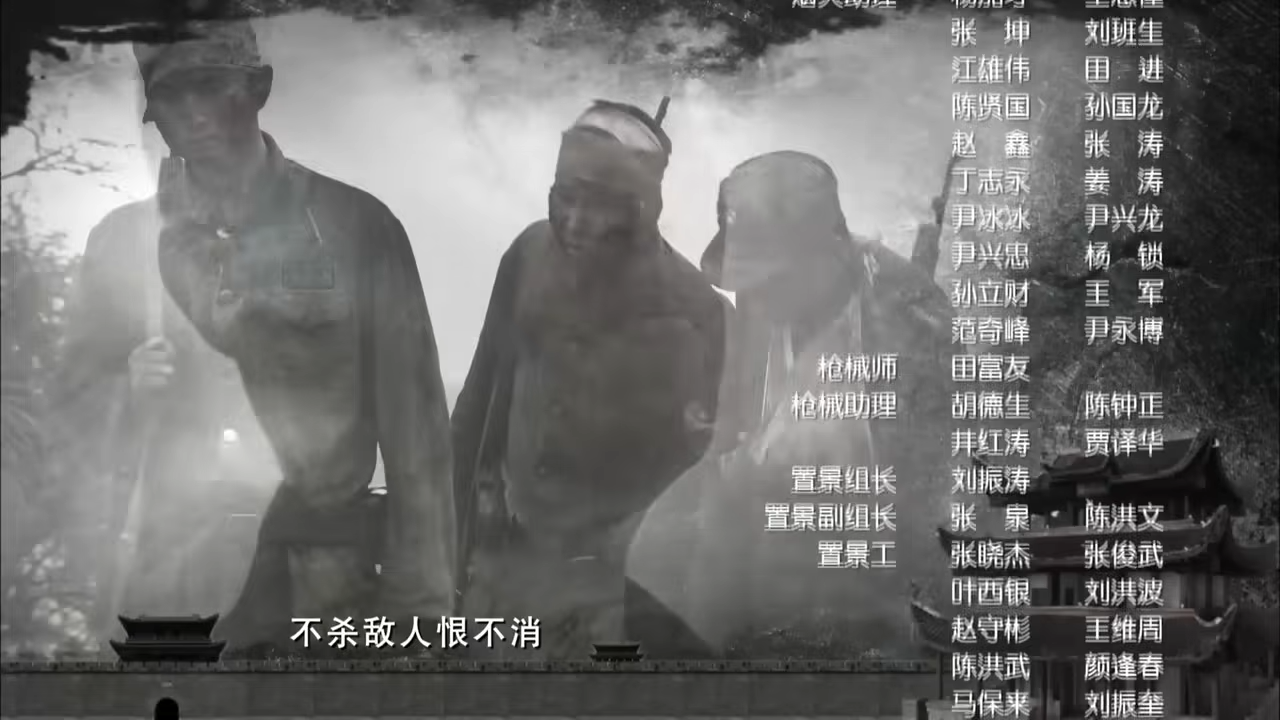 烟火助理
张 坤 刘班生
江雄伟 田 进
陈贤国 孙国龙
赵 鑫 张 涛
丁志永 姜 涛
尹冰冰 尹兴龙
尹兴忠 杨 锁
孙立财 王 军
范奇峰 尹永博
枪械师 田富友
枪械助理 胡德生 陈钟正
井红涛 贾译华
置景组长 刘振涛
置景副组长 张 泉 陈洪文
置景工 张晓杰 张俊武
叶西银 刘洪波
赵守彬 王维周
陈洪武 颜逢春
马保来 刘振奎
不杀敌人恨不消